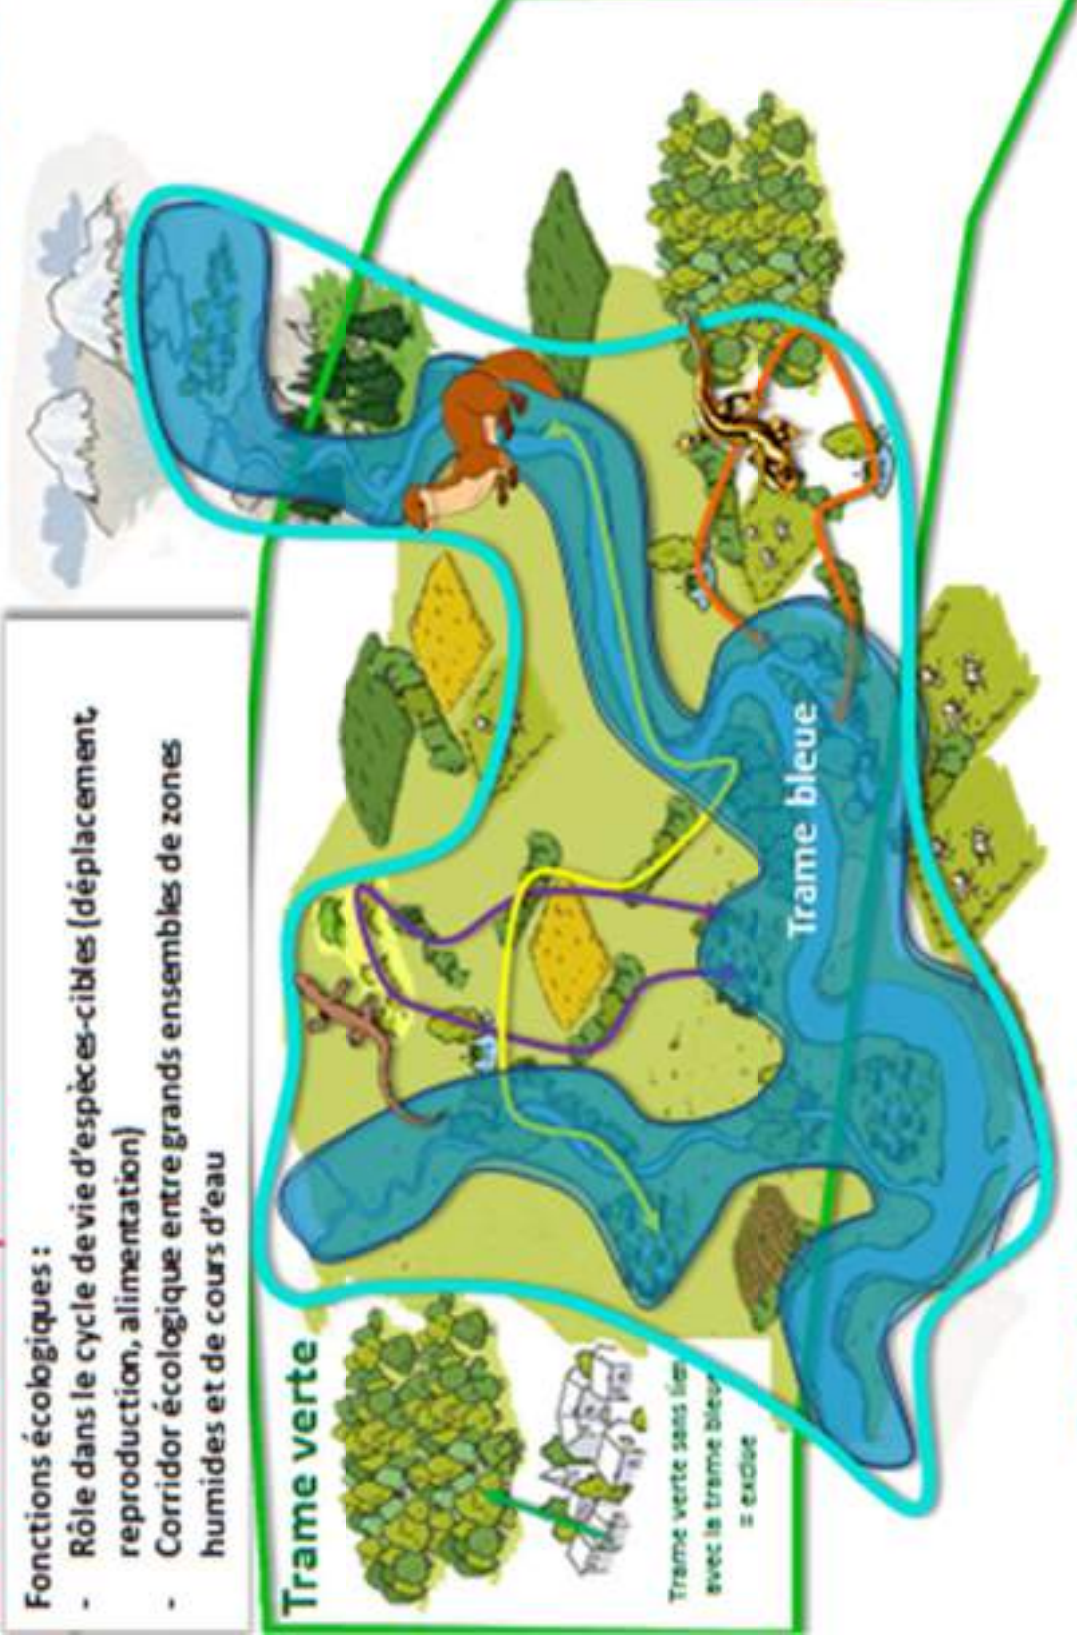 Fonctions écologiques :
- Rôle dans le cycle de vie d'espèces-cibles (déplacement,
reproduction, alimentation)
- Corridor écologique entre grands ensembles de zones
humides et de cours d'eau
Trame verte
Trame verte sans lien
avec la trame bleue
= exclue
Trame bleue